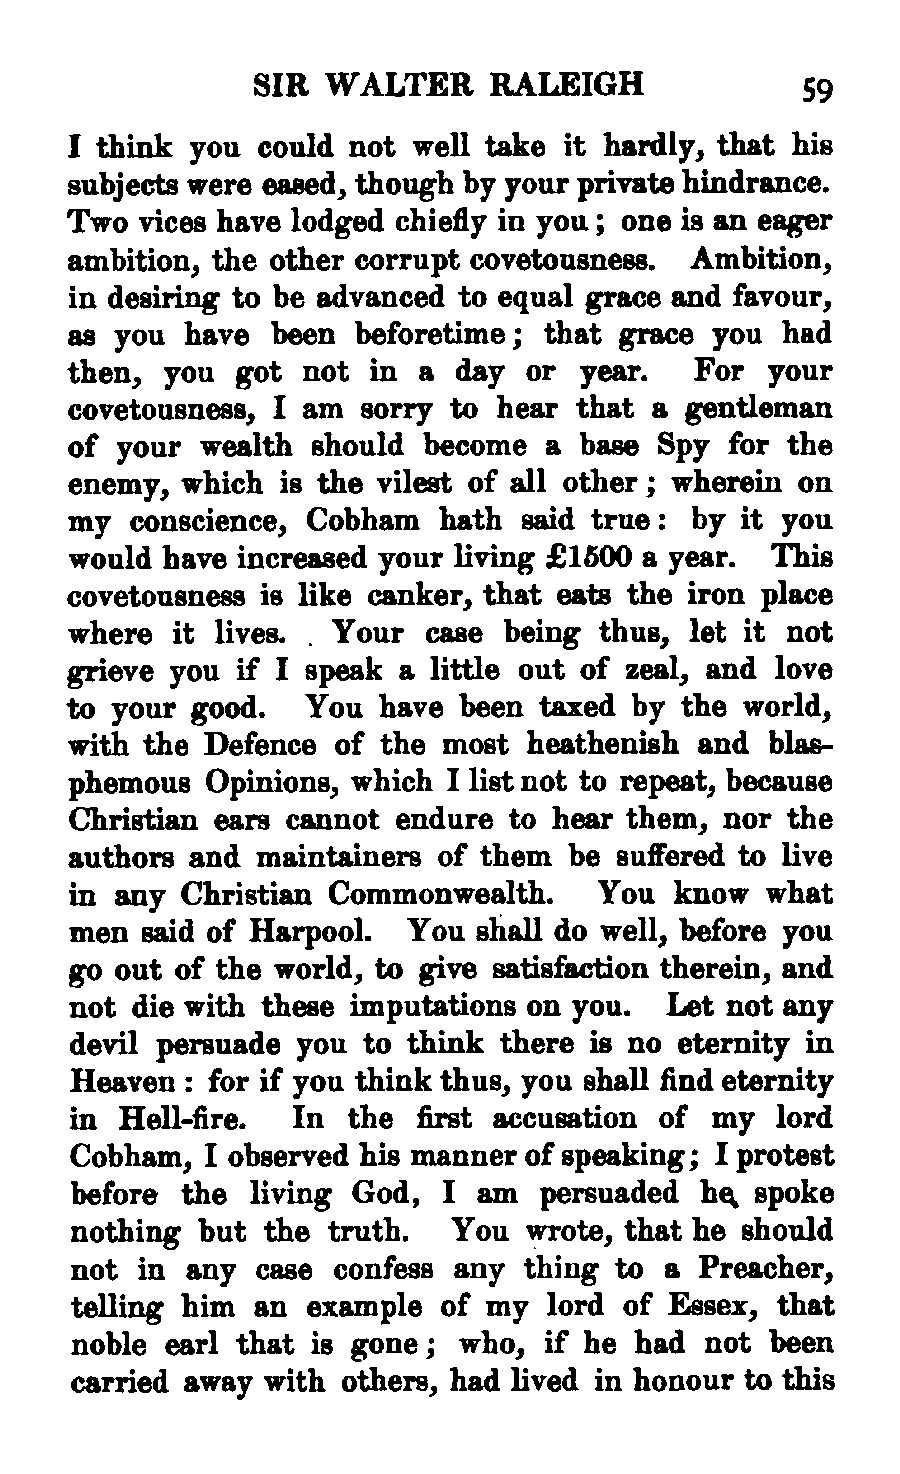 SIR WALTER RALEIGH 59
I think you could not well take it hardly, that his
subjects were eased, though by your private hindrance.
Two vices have lodged chiefly in you; one is an eager
ambition, the other corrupt covetousness. Ambition,
in desiring to be advanced to equal grace and favour,
as you have been beforetime; that grace you had
then, you got not in a day or year. For your
covetousness, I am sorry to hear that a gentleman
of your wealth should become a base Spy for the
enemy, which is the vilest of all other; wherein on
my conscience, Cobham hath said true: by it you
would have increased your living £1500 a year. This
covetousness is like canker, that eats the iron place
where it lives. Your case being thus, let it not
grieve you if I speak a little out of zeal, and love
to your good. You have been taxed by the world,
with the Defence of the most heathenish and blas-
phemous Opinions, which I list not to repeat, because
Christian ears cannot endure to hear them, nor the
authors and maintainers of them be suffered to live
in any Christian Commonwealth. You know what
men said of Harpool. You shall do well, before you
go out of the world, to give satisfaction therein, and
not die with these imputations on you. Let not any
devil persuade you to think there is no eternity in
Heaven: for if you think thus, you shall find eternity
in Hell-fire. In the first accusation of my lord
Cobham, I observed his manner of speaking; I protest
before the living God, I am persuaded he spoke
nothing but the truth. You wrote, that he should
not in any case confess any thing to a Preacher,
telling him an example of my lord of Essex, that
noble earl that is gone; who, if he had not been
carried away with others, had lived in honour to this